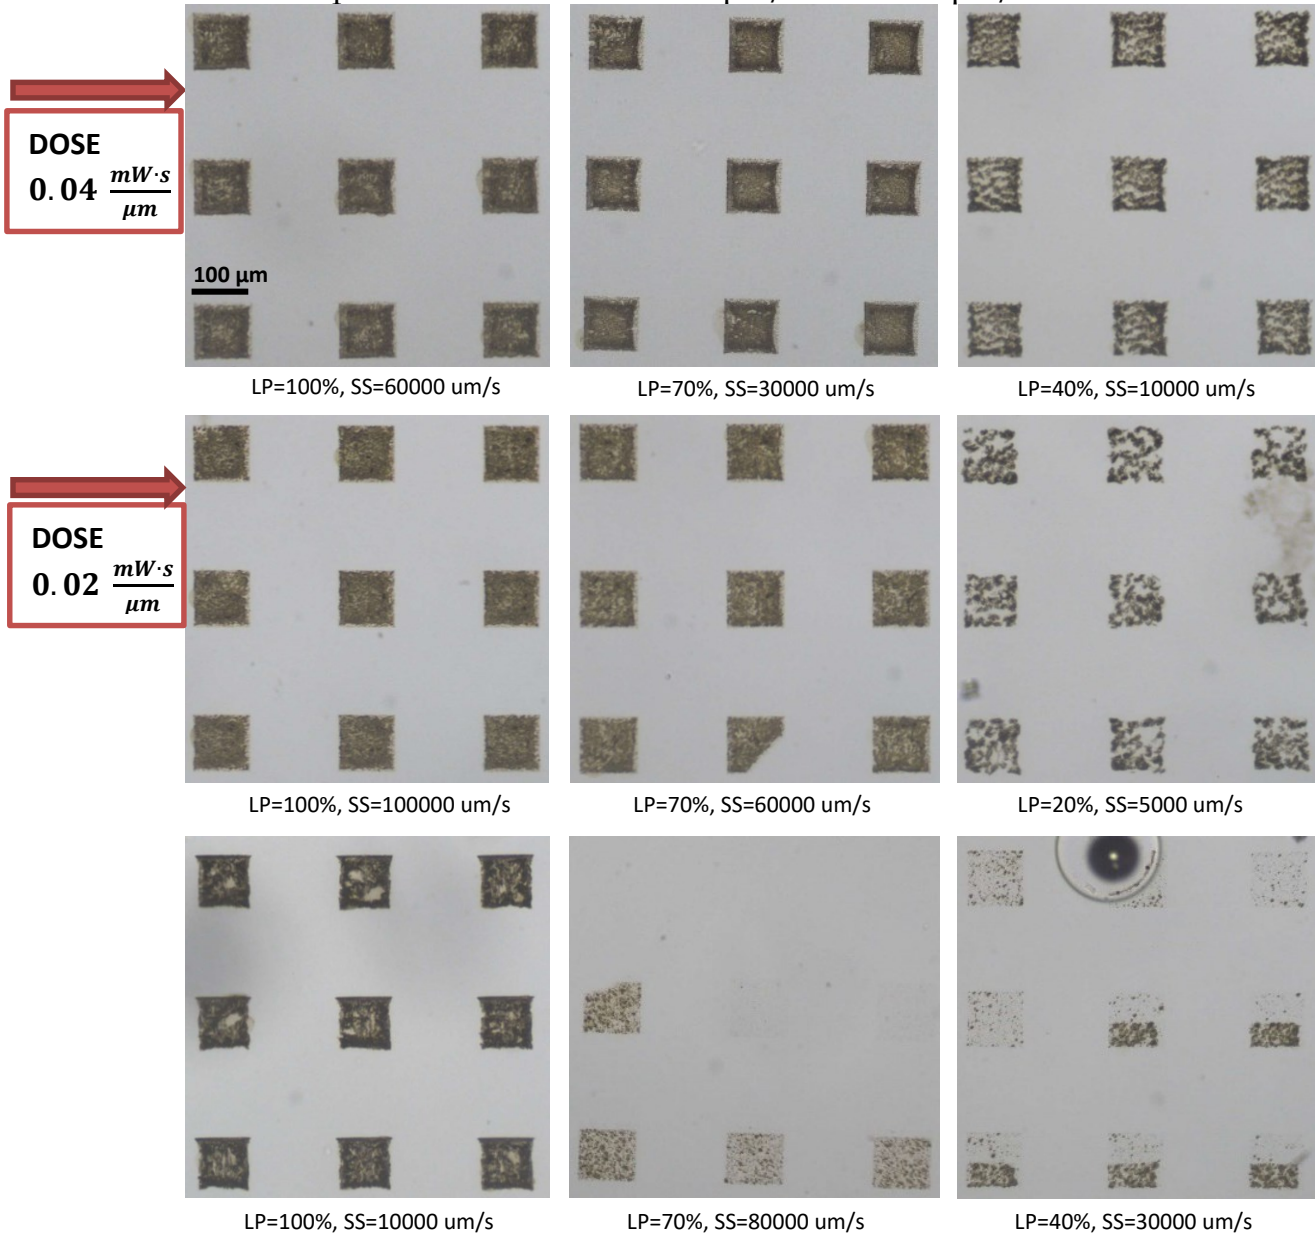 DOSE
0.04 mW·s/μm
100 μm
LP=100%, SS=60000 um/s
LP=70%, SS=30000 um/s
LP=40%, SS=10000 um/s
DOSE
0.02 mW·s/μm
LP=100%, SS=100000 um/s
LP=70%, SS=60000 um/s
LP=20%, SS=5000 um/s
LP=100%, SS=10000 um/s
LP=70%, SS=80000 um/s
LP=40%, SS=30000 um/s